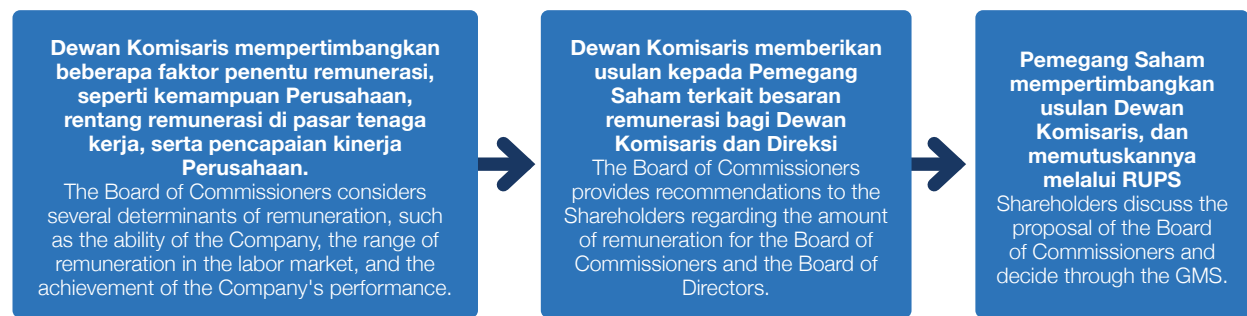 Dewan Komisaris mempertimbangkan
beberapa faktor penentu remunerasi,
seperti kemampuan Perusahaan,
rentang remunerasi di pasar tenaga
kerja, serta pencapaian kinerja
Perusahaan.
The Board of Commissioners considers
several determinants of remuneration, such
as the ability of the Company, the range of
remuneration in the labor market, and the
achievement of the Company's performance.
Dewan Komisaris memberikan
usulan kepada Pemegang
Saham terkait besaran
remunerasi bagi Dewan
Komisaris dan Direksi
The Board of Commissioners
provides recommendations to the
Shareholders regarding the amount
of remuneration for the Board of
Commissioners and the Board of
Directors.
Pemegang Saham
mempertimbangkan
usulan Dewan
Komisaris, dan
memutuskannya
melalui RUPS
Shareholders discuss the
proposal of the Board
of Commissioners and
decide through the GMS.